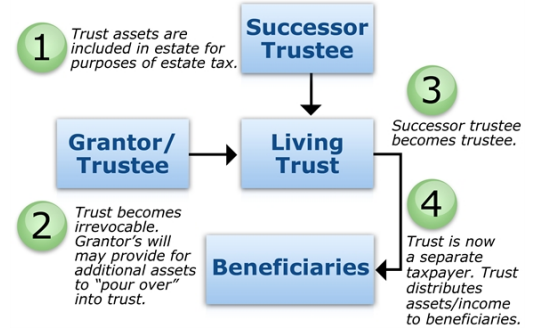 1
Trust assets are
included in estate for
purposes of estate tax.
Successor
Trustee
3
Successor trustee
becomes trustee.
Grantor/
Trustee
Living
Trust
2
Trust becomes
irrevocable.
Grantor's will
may provide for
additional assets
to “pour over”
into trust.
4
Trust is now
a separate
taxpayer. Trust
distributes
assets/income
to beneficiaries.
Beneficiaries